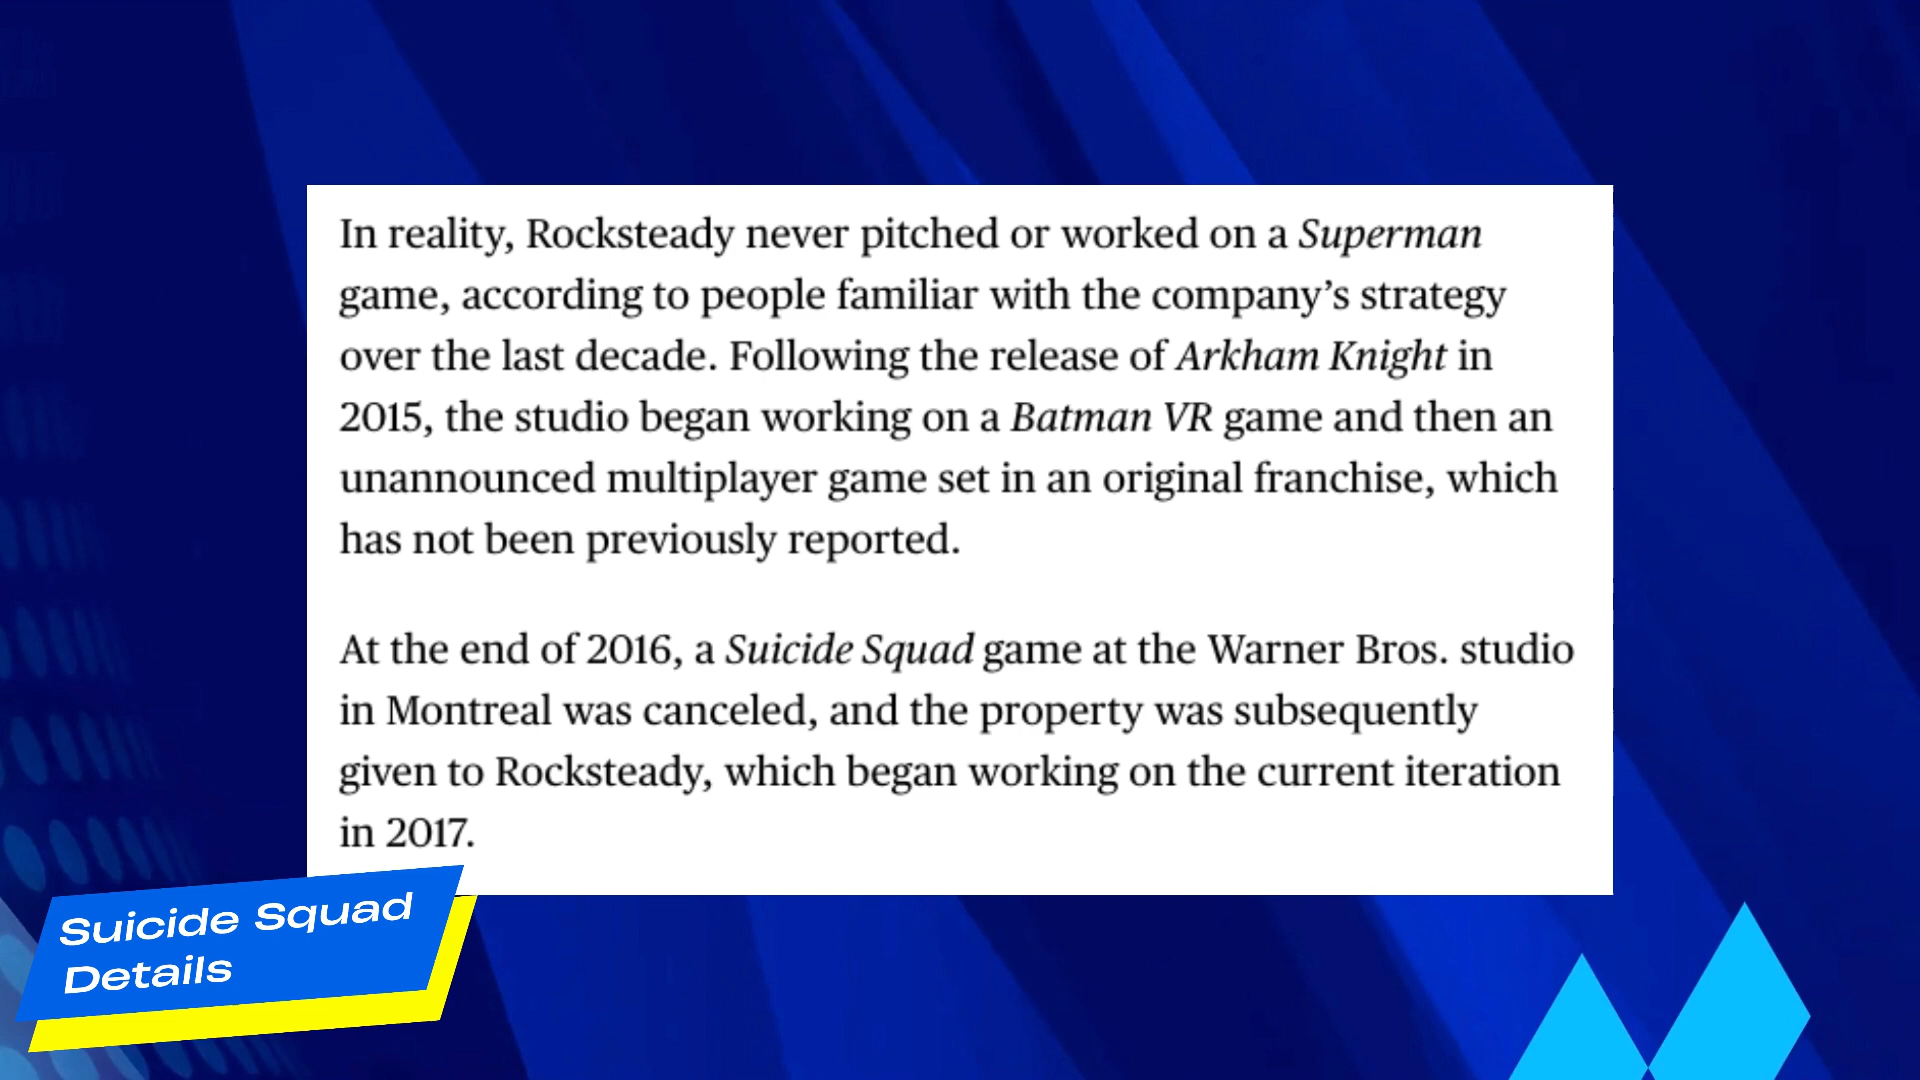 In reality, Rocksteady never pitched or worked on a Superman
game, according to people familiar with the company’s strategy
over the last decade. Following the release of Arkham Knight in
2015, the studio began working on a Batman VR game and then an
unannounced multiplayer game set in an original franchise, which
has not been previously reported.
At the end of 2016, a Suicide Squad game at the Warner Bros. studio
in Montreal was canceled, and the property was subsequently
given to Rocksteady, which began working on the current iteration
in 2017.
Suicide Squad
Details